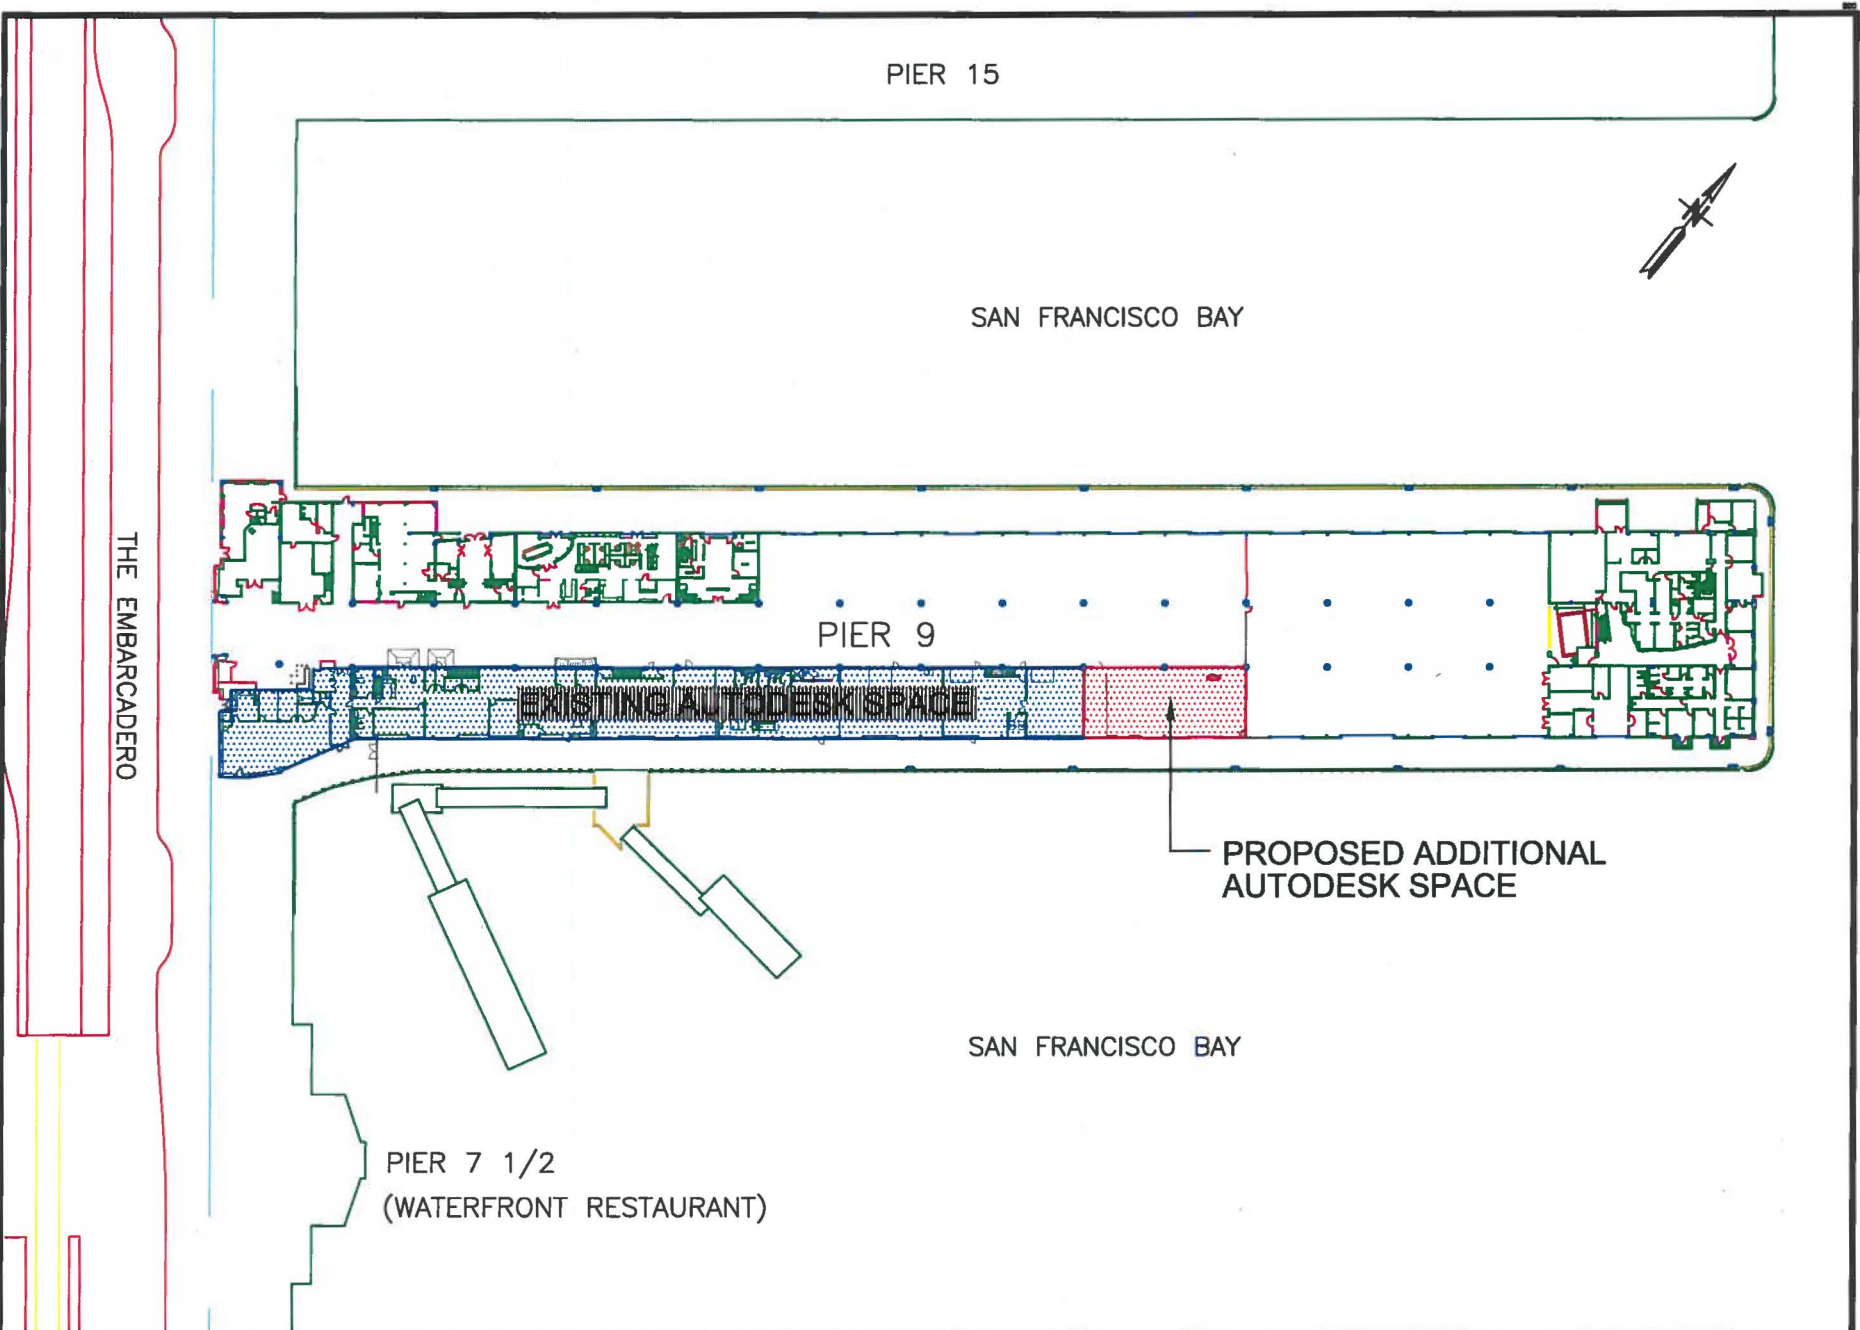 PIER 15
SAN FRANCISCO BAY
THE EMBARCADERO
PIER 9
EXISTING AUTODESK SPACE
PROPOSED ADDITIONAL
AUTODESK SPACE
SAN FRANCISCO BAY
PIER 7 1/2
(WATERFRONT RESTAURANT)
N